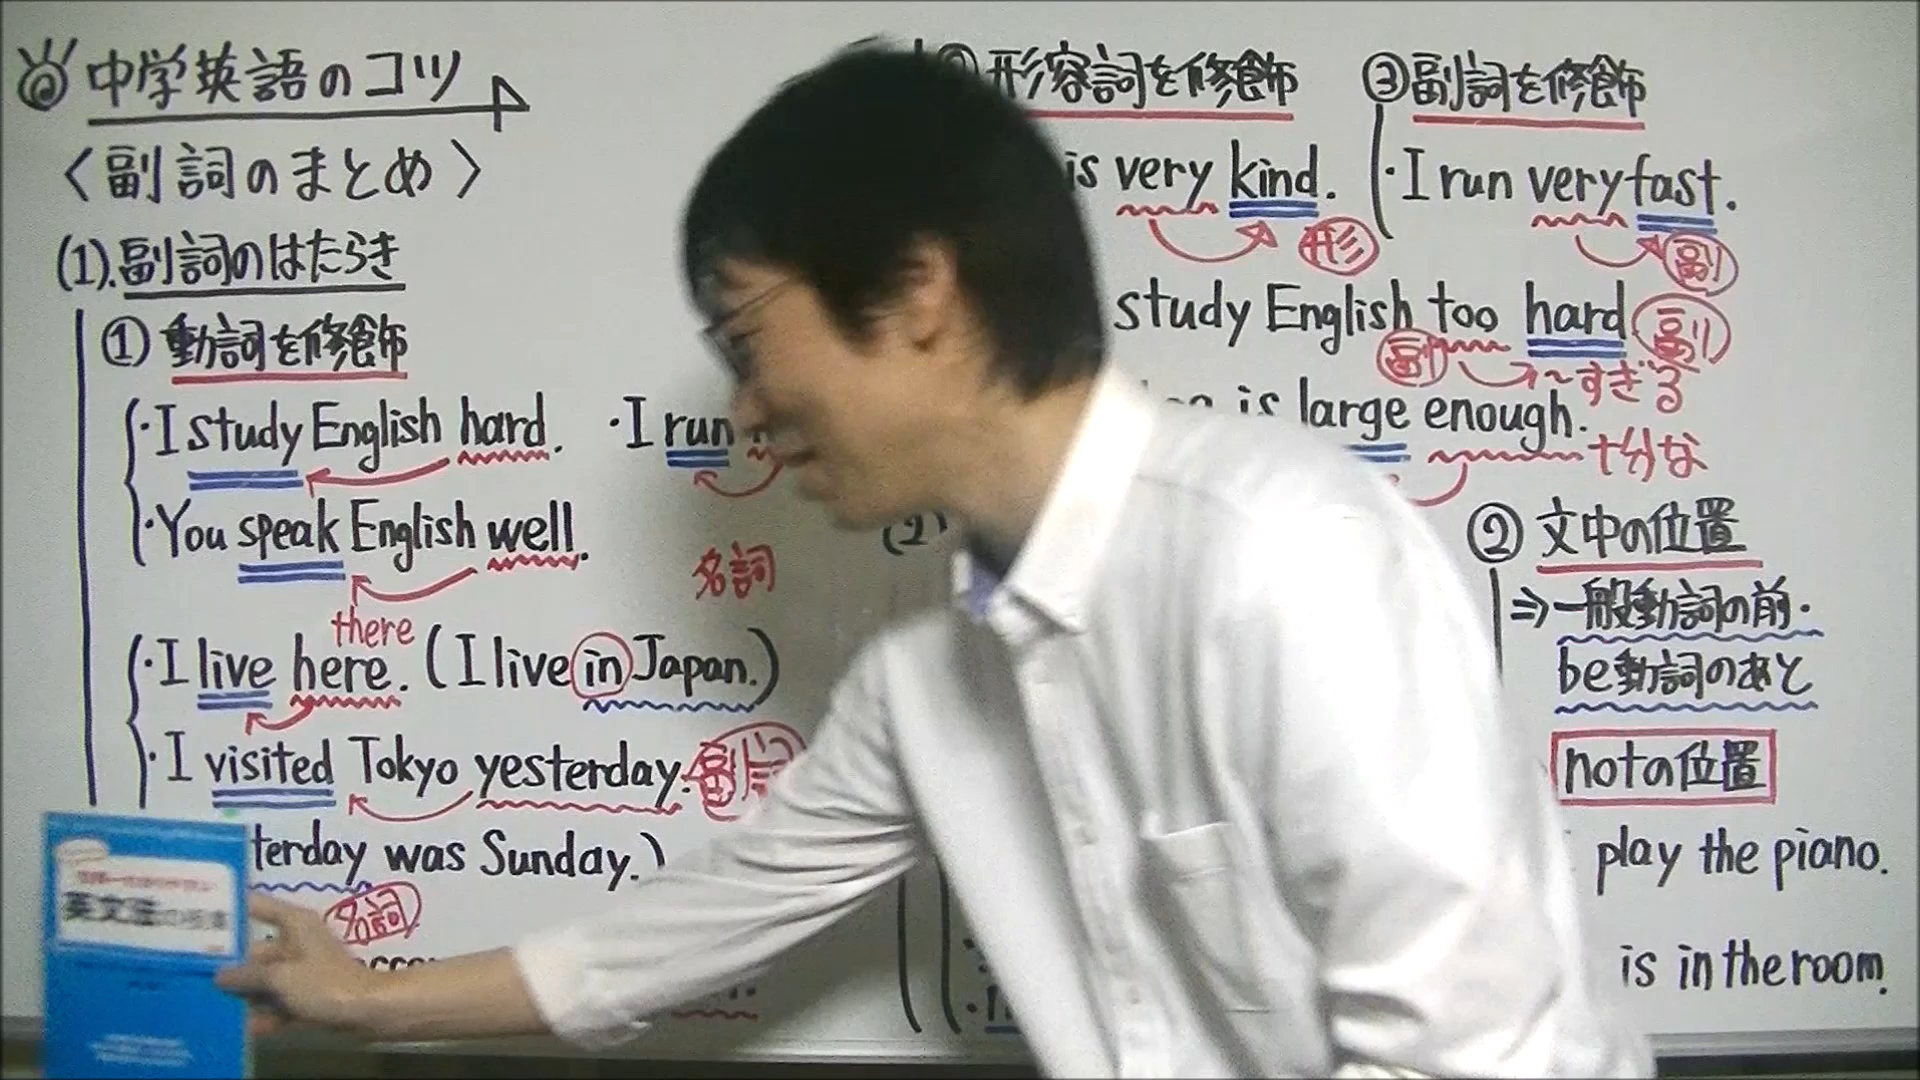 中学英語のコツ
〈副詞のまとめ〉
(1).副詞のはたらき
① 動詞を修飾
・I study English hard.
・I run
・You speak English well.
名詞
there
・I live here. (I live in Japan.)
・I visited Tokyo yesterday. 副詞
terday was Sunday.)
名詞
英文法の
形容詞を修飾
is very kind.
形
study English too hard
副 副
～すぎる
is large enough.
十分な
③副詞を修飾
・I run very fast.
副
(2)
② 文中の位置
⇒一般動詞の前.
be動詞のあと
notの位置
play the piano.
is in the room.